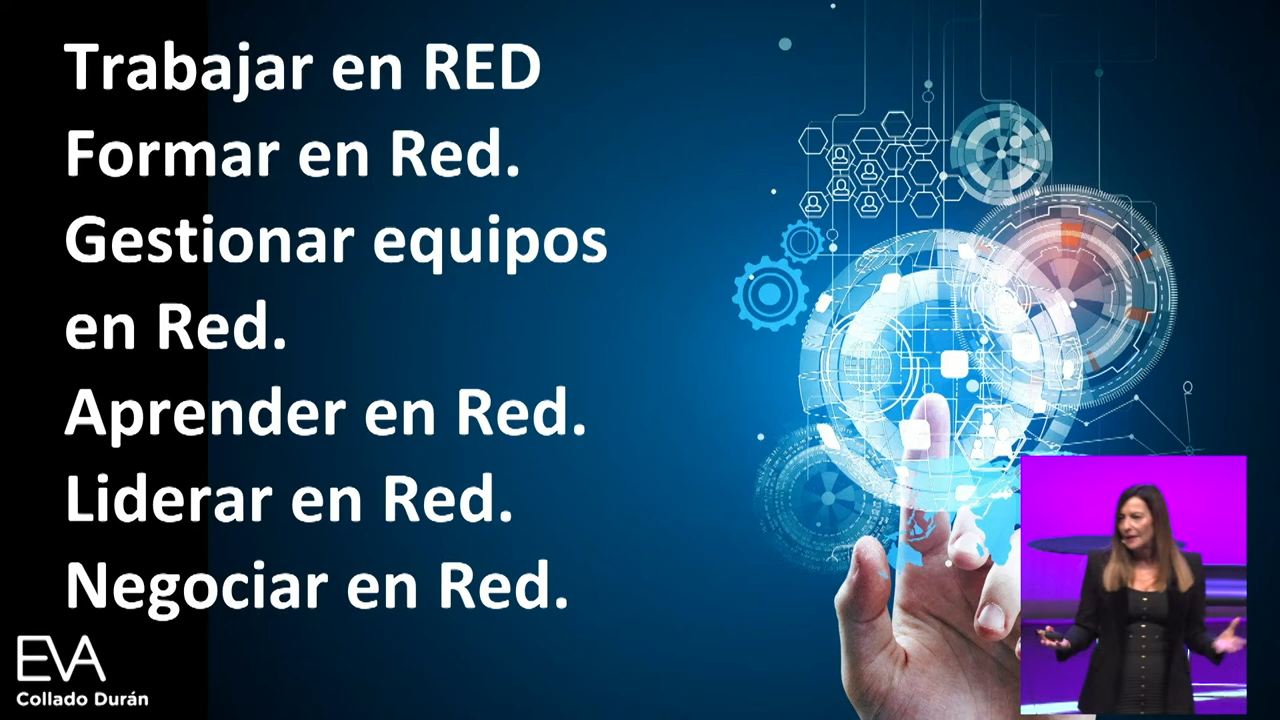 Trabajar en RED
Formar en Red.
Gestionar equipos
en Red.
Aprender en Red.
Liderar en Red.
Negociar en Red.
EVA
Collado Durán